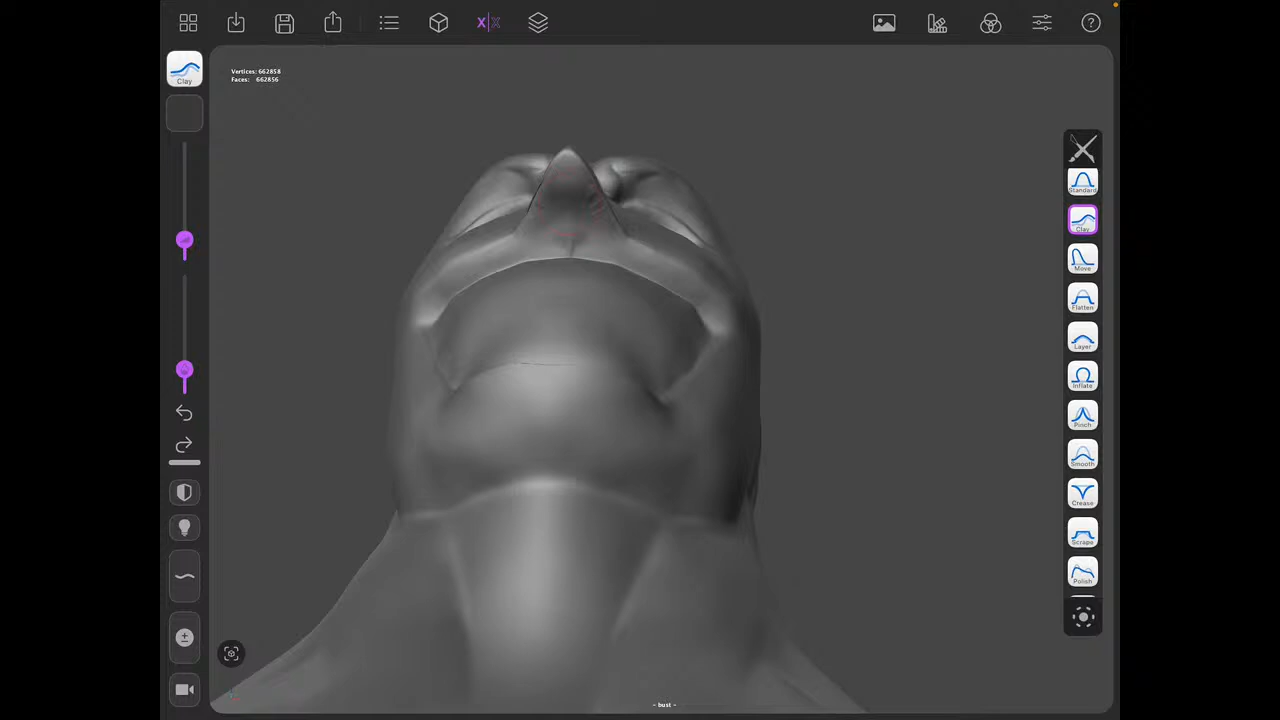 X|X
Clay
Vertices: 662858
Faces: 662856
Standard
Clay
Move
Flatten
Layer
Inflate
Pinch
Smooth
Crease
Scrape
Polish
- bust -